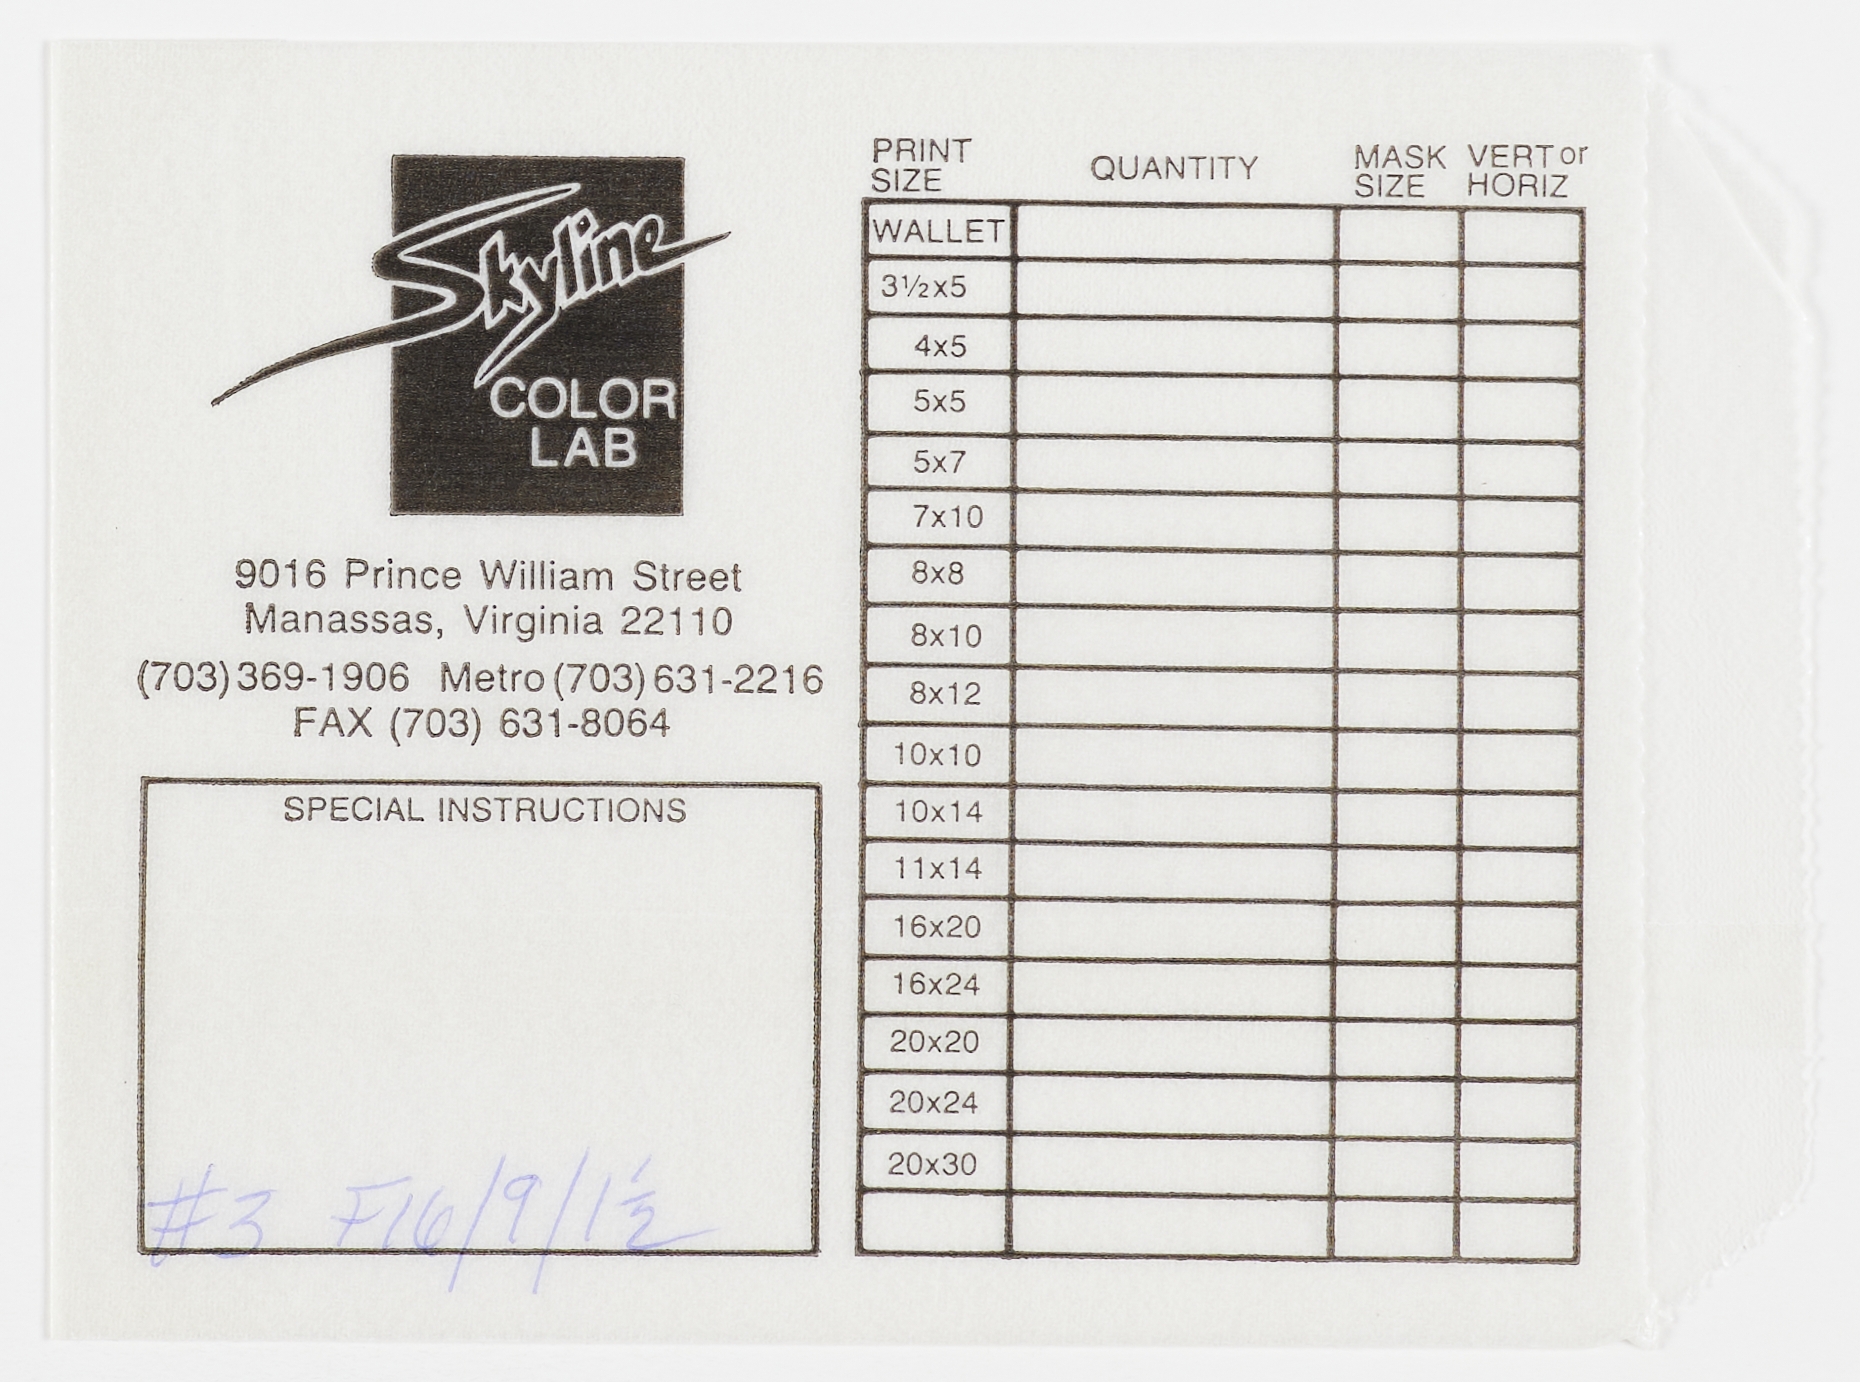 Skyline
COLOR
LAB
9016 Prince William Street
Manassas, Virginia 22110
(703) 369-1906 Metro (703) 631-2216
FAX (703) 631-8064
SPECIAL INSTRUCTIONS
#3 F16/9/1½
PRINT SIZE QUANTITY MASK SIZE VERT or HORIZ
WALLET
3½x5
4x5
5x5
5x7
7x10
8x8
8x10
8x12
10x10
10x14
11x14
16x20
16x24
20x20
20x24
20x30